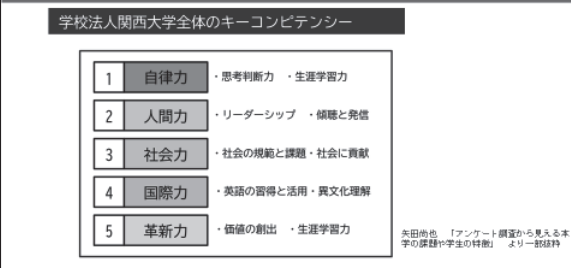 学校法人関西大学全体のキーコンピテンシー
1 自律力 ・思考判断力 ・生涯学習力
2 人間力 ・リーダーシップ ・傾聴と発信
3 社会力 ・社会の規範と課題・社会に貢献
4 国際力 ・英語の習得と活用・異文化理解
5 革新力 ・価値の創出 ・生涯学習力
矢田尚也 「アンケート調査から見える本
学の課題や学生の特徴」 より一部抜粋